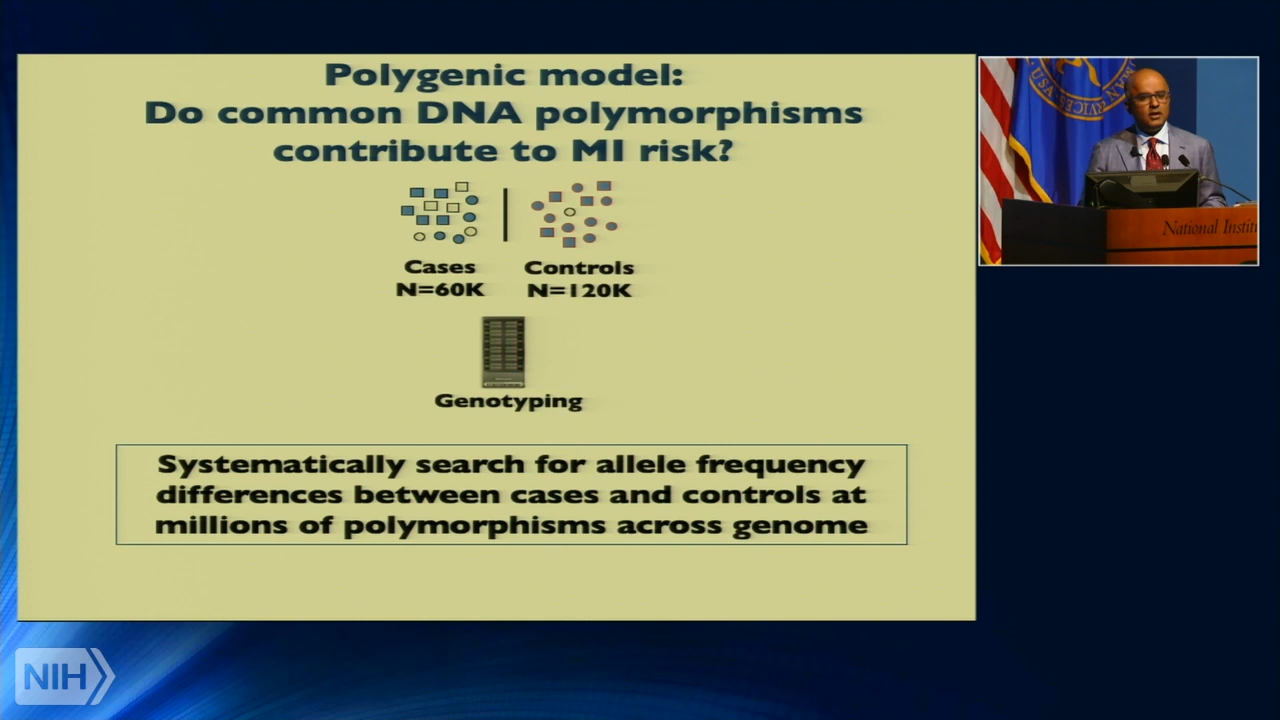 Polygenic model:
Do common DNA polymorphisms
contribute to MI risk?
Cases
N=60K
Controls
N=120K
Genotyping
Systematically search for allele frequency
differences between cases and controls at
millions of polymorphisms across genome
National
NIH